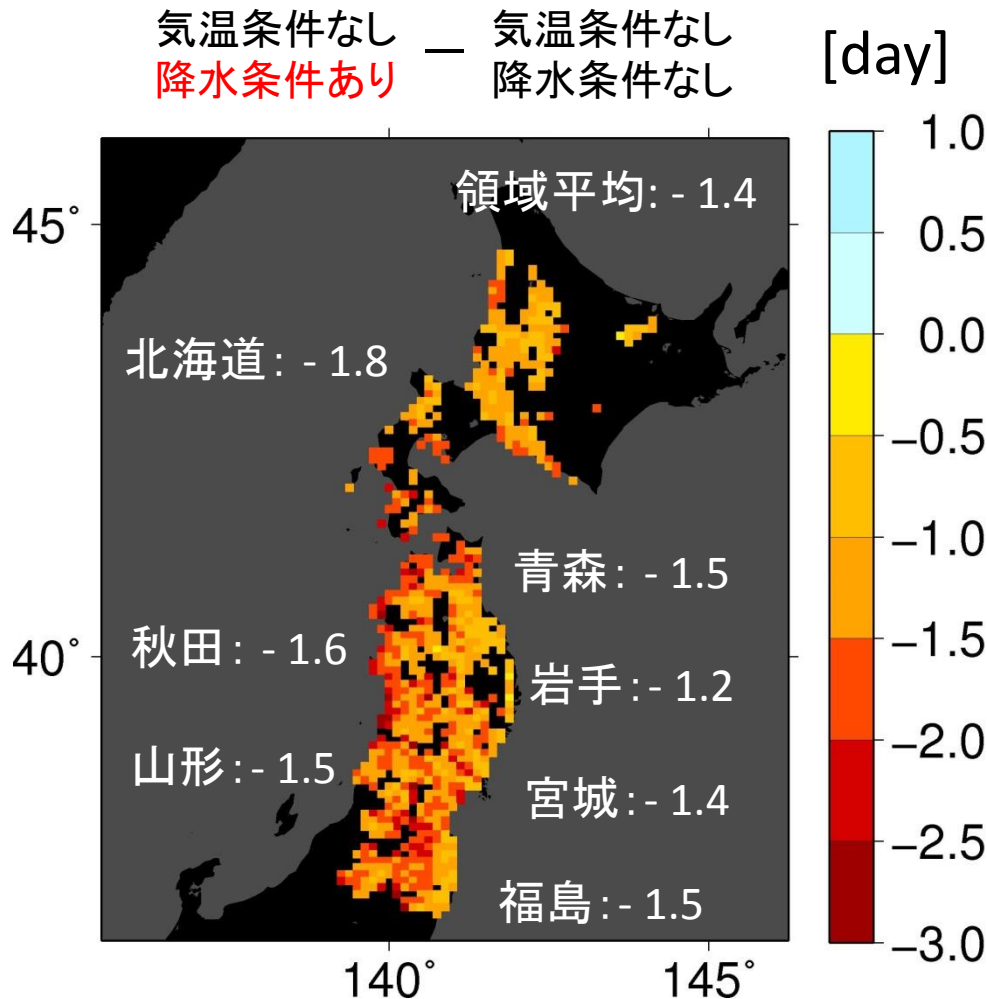 気温条件なし － 気温条件なし
降水条件あり 降水条件なし
[day]
領域平均: - 1.4
北海道: - 1.8
青森: - 1.5
秋田: - 1.6
岩手:- 1.2
山形:- 1.5
宮城:- 1.4
福島:- 1.5
45°
40°
140° 145°
1.0
0.5
0.0
−0.5
−1.0
−1.5
−2.0
−2.5
−3.0